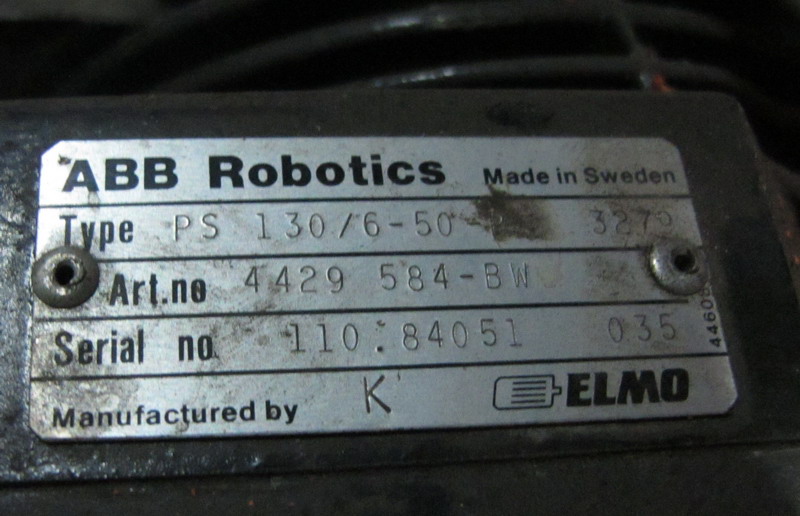 ABB Robotics Made in Sweden
Type PS 130/6-50
Art.no 4429 584-BW
Serial no 110:84051 035
Manufactured by K ELMO